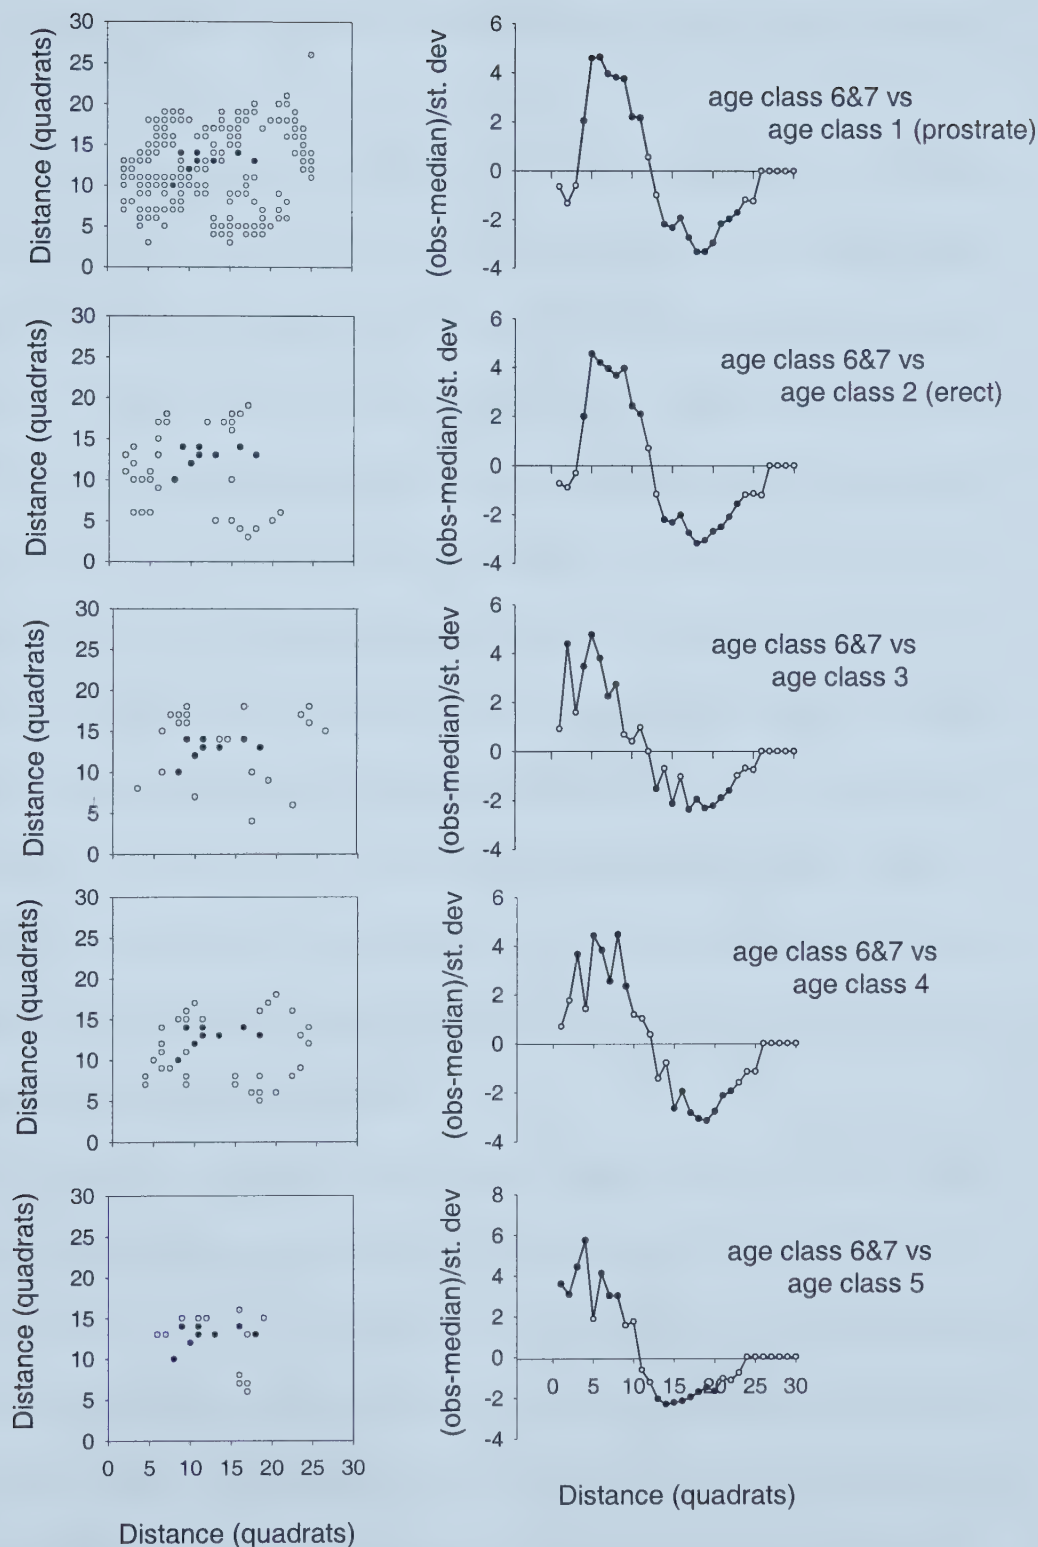 Distance (quadrats)
30
25
20
15
10
5
0
(obs-median)/st. dev
6
4
2
0
-2
-4
age class 6&7 vs
age class 1 (prostrate)
Distance (quadrats)
30
25
20
15
10
5
0
(obs-median)/st. dev
6
4
2
0
-2
-4
age class 6&7 vs
age class 2 (erect)
Distance (quadrats)
30
25
20
15
10
5
0
(obs-median)/st. dev
6
4
2
0
-2
-4
age class 6&7 vs
age class 3
Distance (quadrats)
30
25
20
15
10
5
0
(obs-median)/st. dev
6
4
2
0
-2
-4
age class 6&7 vs
age class 4
Distance (quadrats)
30
25
20
15
10
5
0
0 5 10 15 20 30
Distance (quadrats)
(obs-median)/st. dev
8
6
4
2
0
-2
-4
age class 6&7 vs
age class 5
0 5 10 15 20 25 30
Distance (quadrats)